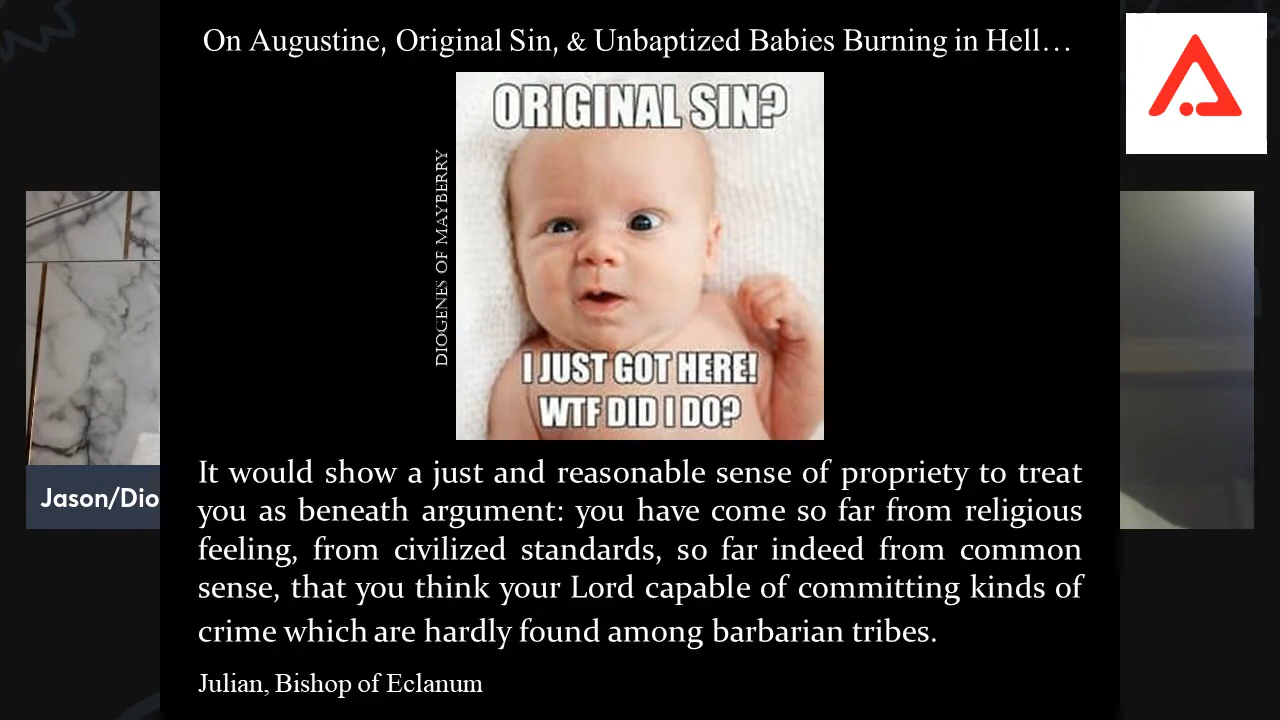 On Augustine, Original Sin, & Unbaptized Babies Burning in Hell…
ORIGINAL SIN?
DIOGENES OF MAYBERRY
I JUST GOT HERE!
WTF DID I DO?
It would show a just and reasonable sense of propriety to treat
you as beneath argument: you have come so far from religious
feeling, from civilized standards, so far indeed from common
sense, that you think your Lord capable of committing kinds of
crime which are hardly found among barbarian tribes.
Julian, Bishop of Eclanum
Jason/Dio